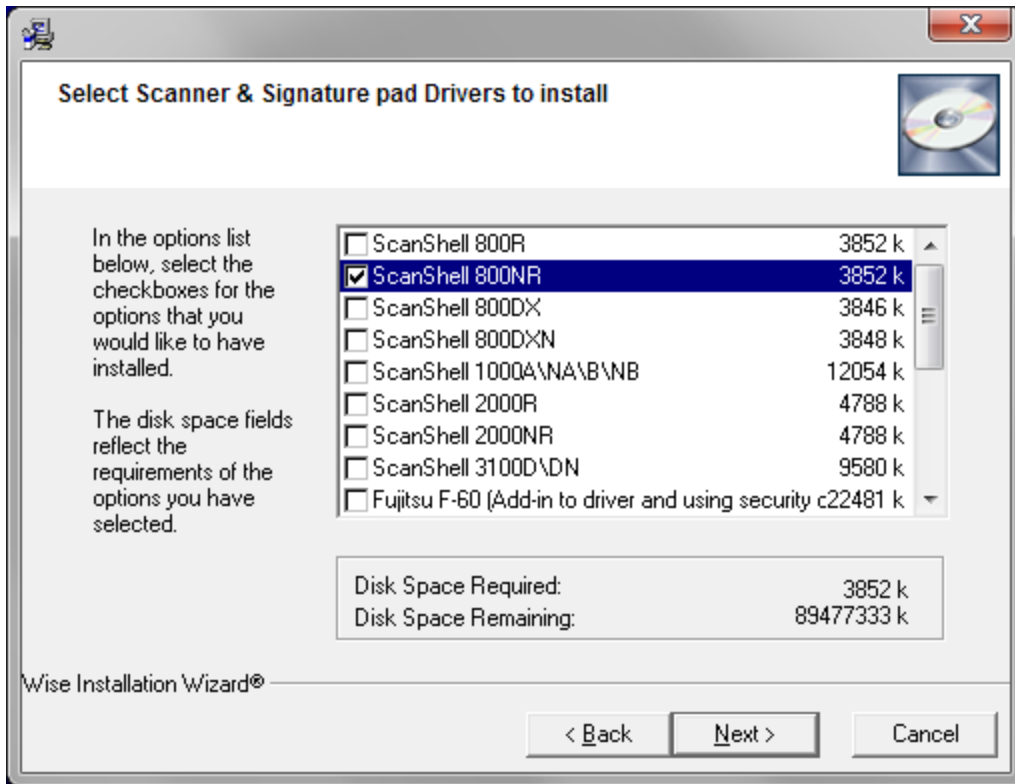 Select Scanner & Signature pad Drivers to install
In the options list
below, select the
checkboxes for the
options that you
would like to have
installed.
The disk space fields
reflect the
requirements of the
options you have
selected.
ScanShell 800R 3852 k
ScanShell 800NR 3852 k
ScanShell 800DX 3846 k
ScanShell 800DXN 3848 k
ScanShell 1000A\NA\B\NB 12054 k
ScanShell 2000R 4788 k
ScanShell 2000NR 4788 k
ScanShell 3100D\DN 9580 k
Fujitsu F-60 (Add-in to driver and using security c22481 k
Disk Space Required: 3852 k
Disk Space Remaining: 89477333 k
Wise Installation Wizard®
< Back Next > Cancel